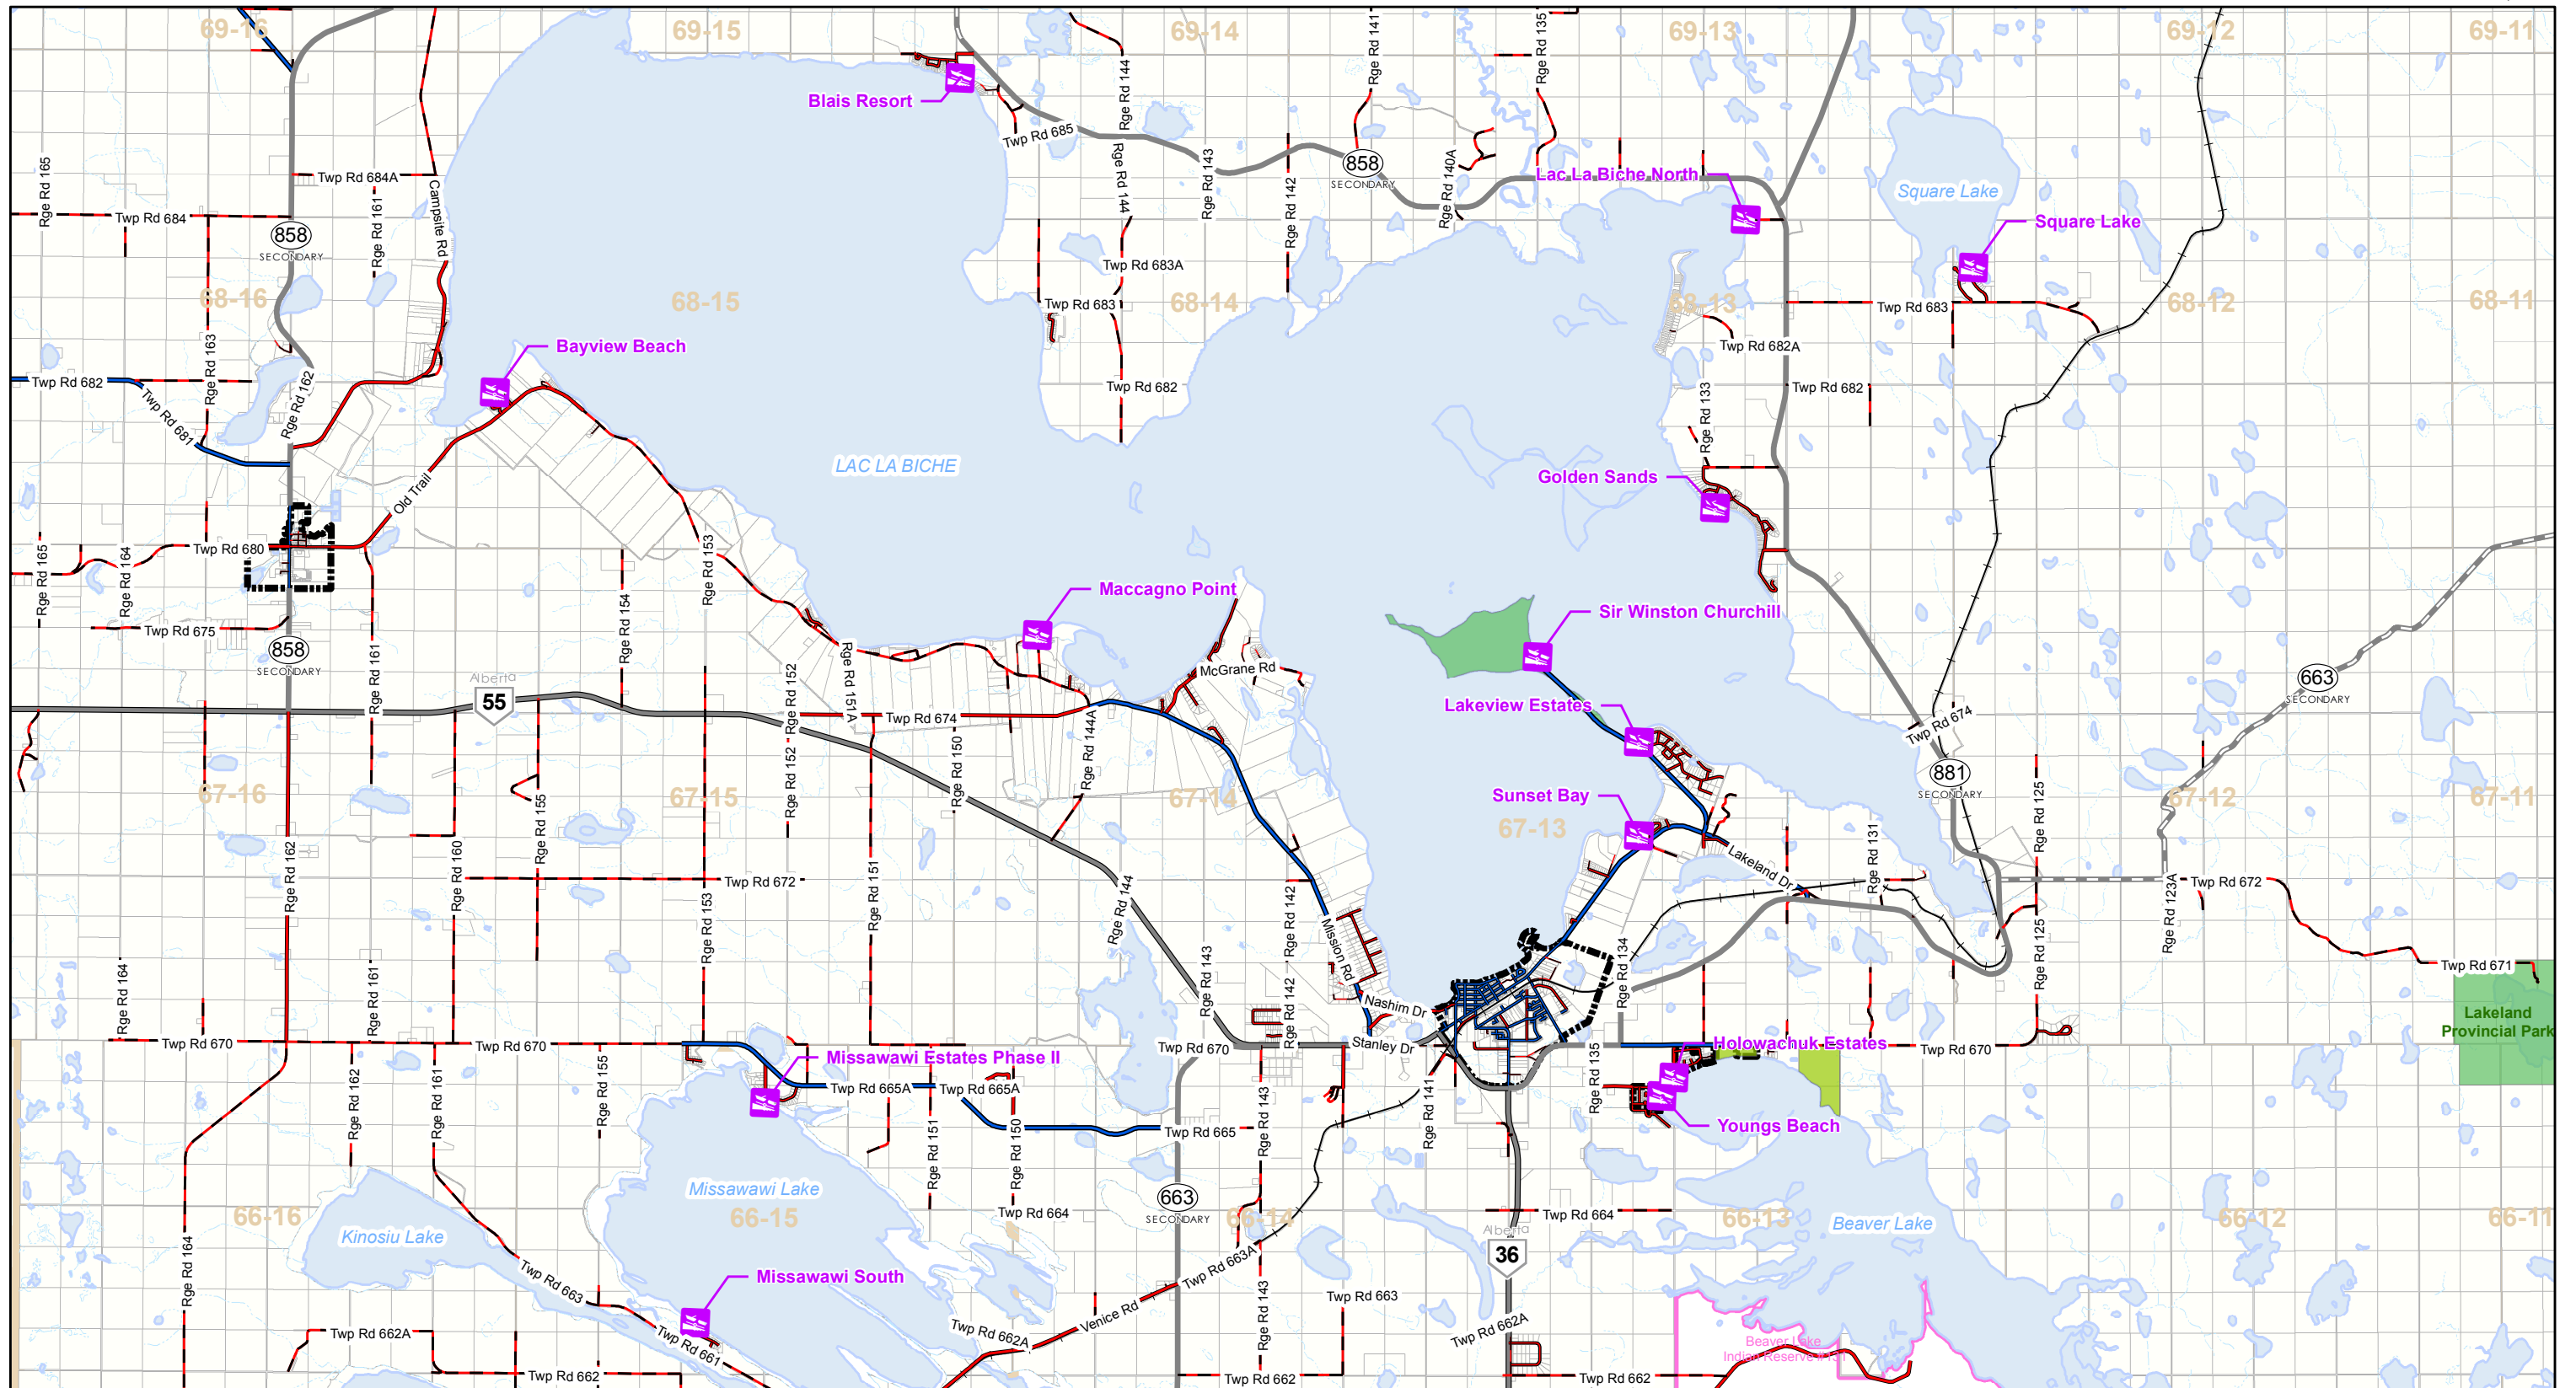 69-16
69-15
69-14
Rge Rd 141
Rge Rd 135
69-13
69-12
69-11
Rge Rd 144
Blais Resort
Twp Rd 685
858
SECONDARY
Rge Rd 165
Twp Rd 684A
Campsite Rd
Rge Rd 144
Rge Rd 143
Rge Rd 142
Rge Rd 140A
Lac La Biche North
Square Lake
Twp Rd 684
Rge Rd 161
Square Lake
858
SECONDARY
Twp Rd 683A
68-16
68-15
Twp Rd 683
68-14
68-13
Twp Rd 683
68-12
68-11
Rge Rd 163
Bayview Beach
Twp Rd 682A
Twp Rd 682
Twp Rd 681
Rge Rd 162
Twp Rd 682
Rge Rd 133
Twp Rd 682
LAC LA BICHE
Golden Sands
Old Trail
Rge Rd 165
Rge Rd 164
Twp Rd 680
Rge Rd 154
Rge Rd 153
Maccagno Point
Sir Winston Churchill
Twp Rd 675
858
SECONDARY
Rge Rd 161
Rge Rd 152
Rge Rd 151A
McGrane Rd
663
SECONDARY
Alberta
55
Twp Rd 674
Lakeview Estates
Twp Rd 674
Rge Rd 152
Rge Rd 150
Rge Rd 144A
881
SECONDARY
67-16
Rge Rd 155
67-15
67-14
Sunset Bay
67-13
Rge Rd 125
67-12
67-11
Rge Rd 162
Rge Rd 160
Rge Rd 151
Rge Rd 131
Lakeland Dr
Twp Rd 672
Rge Rd 144
Rge Rd 142
Mission Rd
Rge Rd 123A
Twp Rd 672
Rge Rd 153
Rge Rd 143
Rge Rd 134
Rge Rd 125
Twp Rd 671
Rge Rd 164
Rge Rd 161
Rge Rd 142
Nashim Dr
Lakeland
Provincial Park
Twp Rd 670
Twp Rd 670
Twp Rd 670
Stanley Dr
Holowachuk Estates
Twp Rd 670
Missawawi Estates Phase II
Rge Rd 162
Rge Rd 161
Rge Rd 155
Twp Rd 665A
Twp Rd 665A
Rge Rd 135
Rge Rd 151
Rge Rd 150
Twp Rd 665
Rge Rd 143
Rge Rd 141
Youngs Beach
Missawawi Lake
663
SECONDARY
66-16
66-15
Twp Rd 664
66-14
Twp Rd 664
66-13
Beaver Lake
66-12
66-11
Kinosiu Lake
Alberta
36
Rge Rd 164
Twp Rd 663
Missawawi South
Twp Rd 663A
Rge Rd 143
Twp Rd 663
Twp Rd 662A
Twp Rd 661
Twp Rd 662A
Venice Rd
Twp Rd 662A
Beaver Lake
Indian Reserve #131
Twp Rd 662
Twp Rd 662
Twp Rd 662